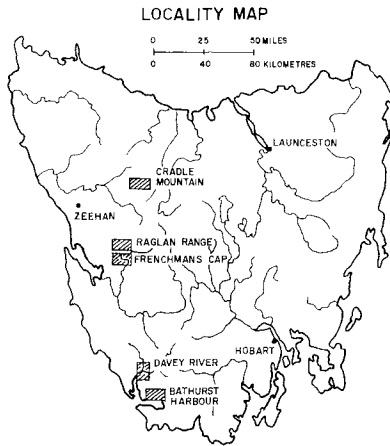 LOCALITY MAP
0 25 50 MILES
0 40 80 KILOMETRES
LAUNCESTON
CRADLE
MOUNTAIN
ZEEHAN
RAGLAN RANGE
FRENCHMANS CAP
HOBART
DAVEY RIVER
BATHURST
HARBOUR